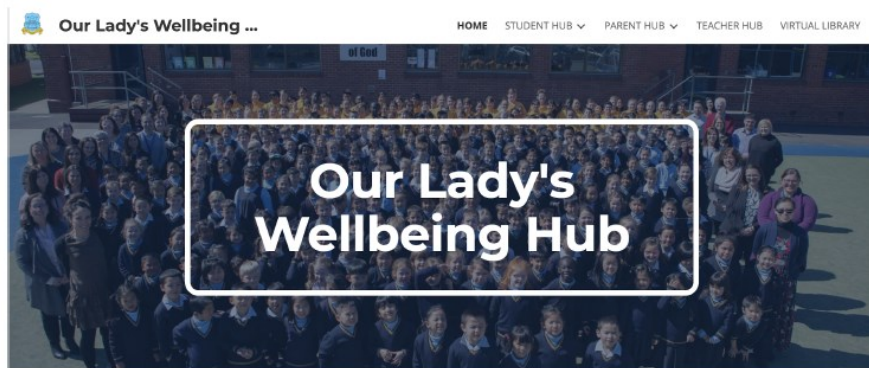 Our Lady's Wellbeing ...
HOME STUDENT HUB PARENT HUB TEACHER HUB VIRTUAL LIBRARY
of God
Our Lady's
Wellbeing Hub